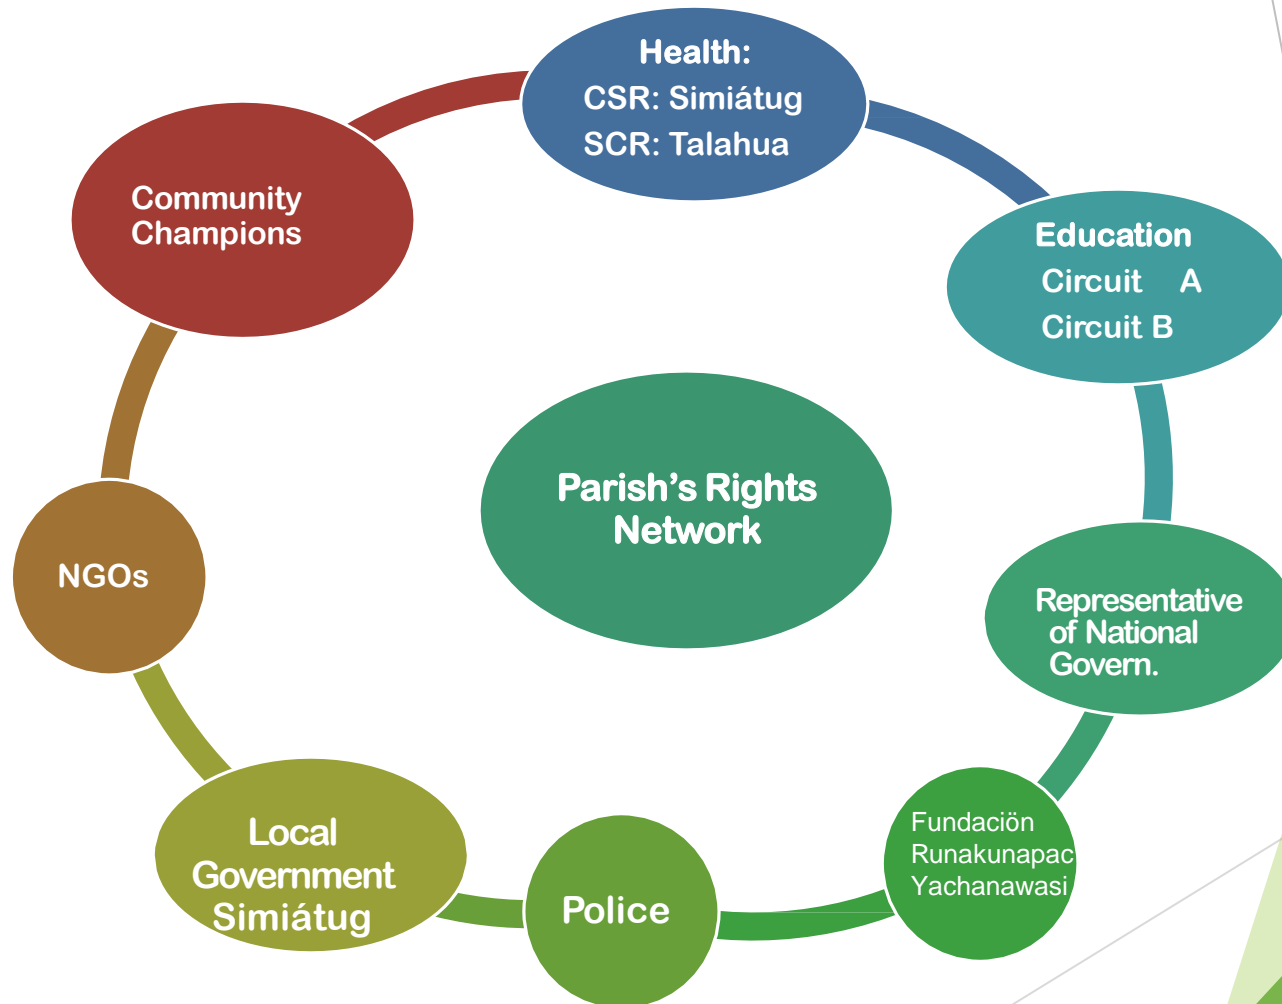 Health:
CSR: Simiátug
SCR: Talahua
Education
Circuit A
Circuit B
Representative
of National
Govern.
Fundaciön
Runakunapac
Yachanawasi
Police
Local
Government
Simiátug
NGOs
Community
Champions
Parish's Rights
Network